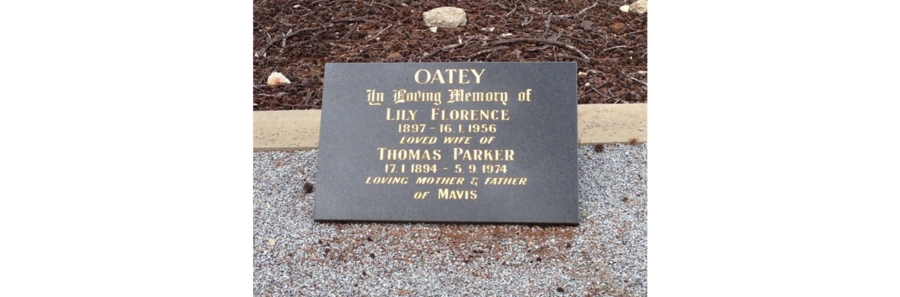 OATEY
In Loving Memory of
LILY FLORENCE
1897 - 16.1.1956
LOVED WIFE OF
THOMAS PARKER
17.1.1894 - 5.9.1974
LOVING MOTHER & FATHER
OF MAVIS